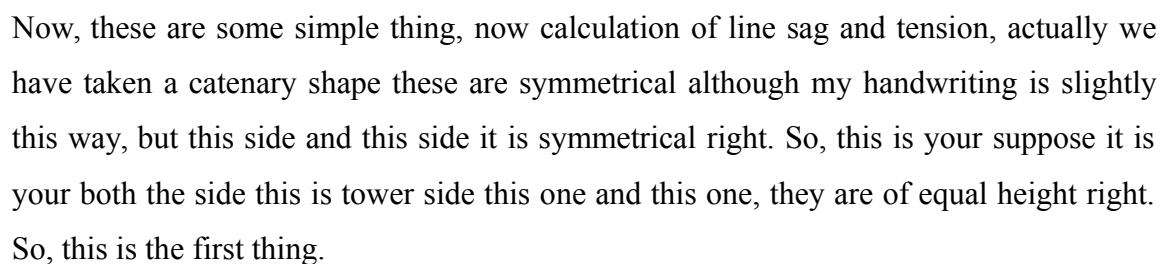 Now, these are some simple thing, now calculation of line sag and tension, actually we
have taken a catenary shape these are symmetrical although my handwriting is slightly
this way, but this side and this side it is symmetrical right. So, this is your suppose it is
your both the side this is tower side this one and this one, they are of equal height right.
So, this is the first thing.